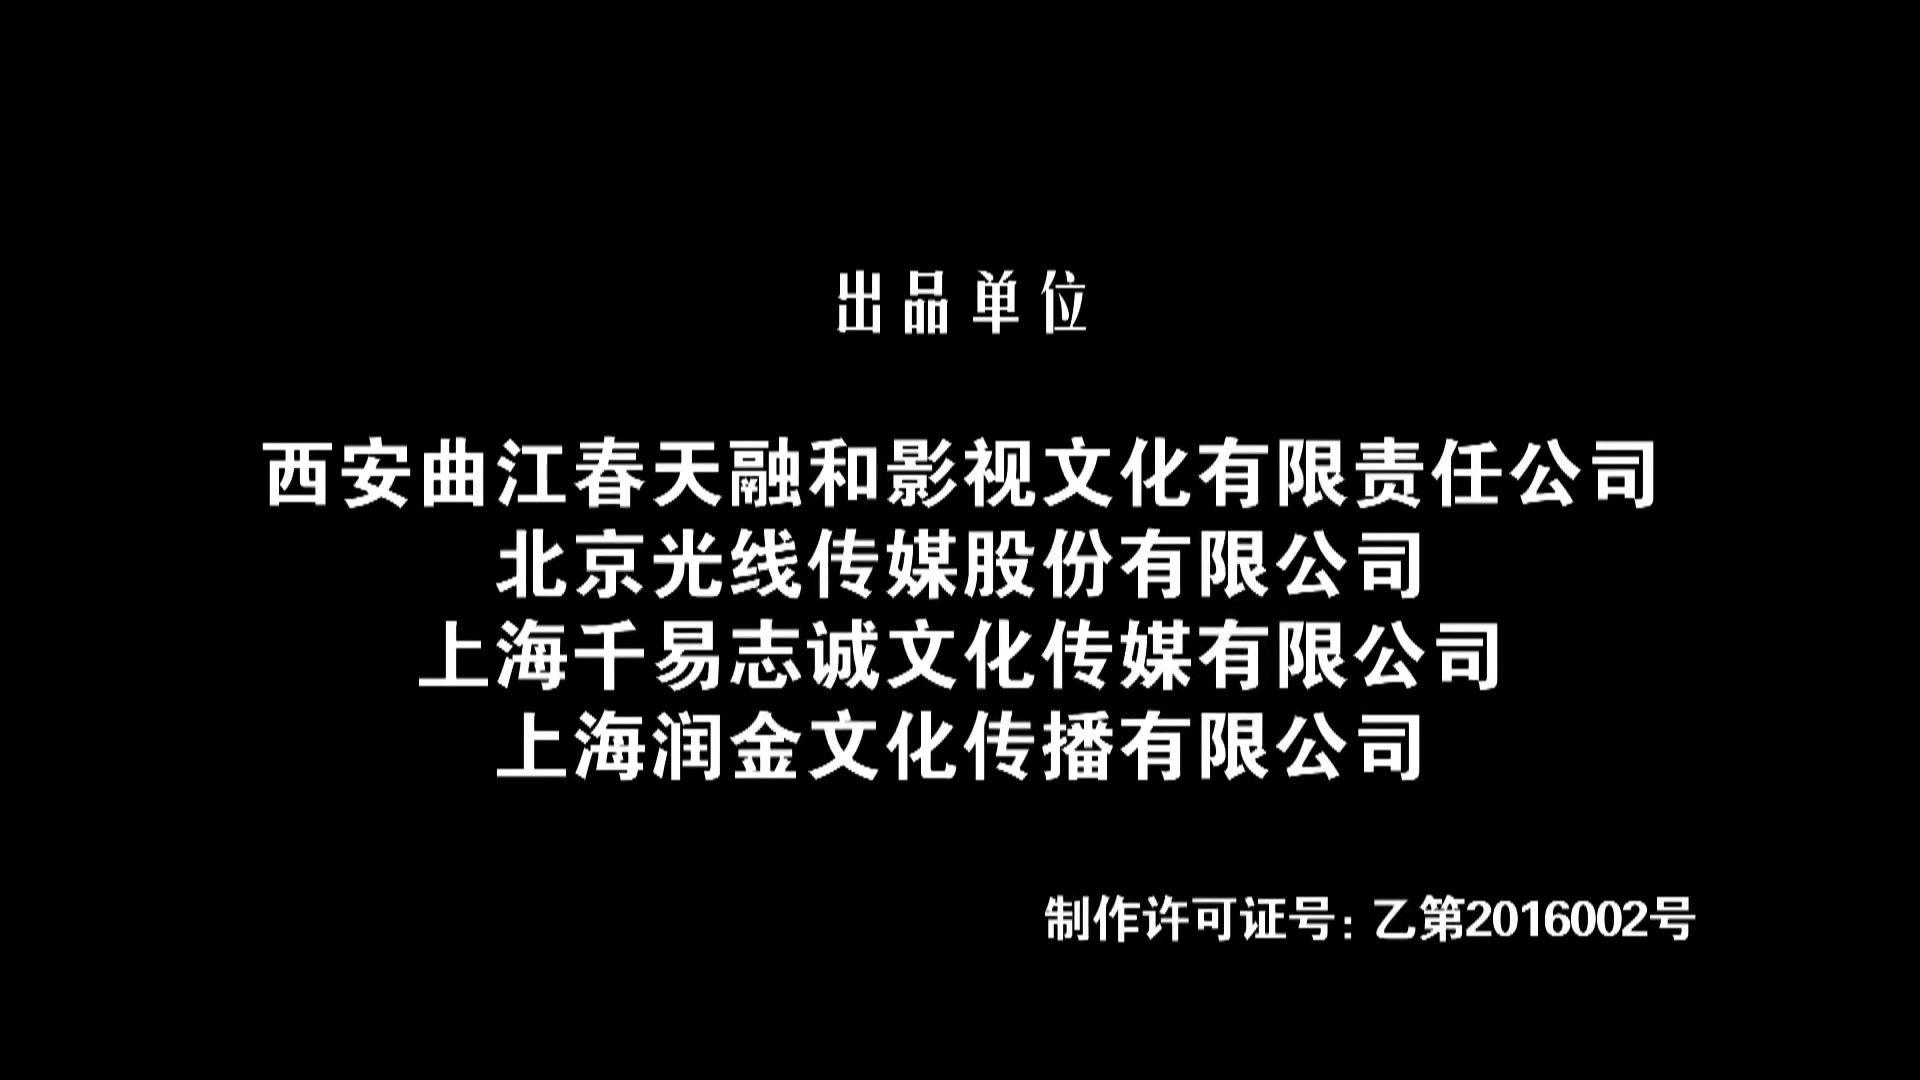 出品单位
西安曲江春天融和影视文化有限责任公司
北京光线传媒股份有限公司
上海千易志诚文化传媒有限公司
上海润金文化传播有限公司
制作许可证号：乙第2016002号